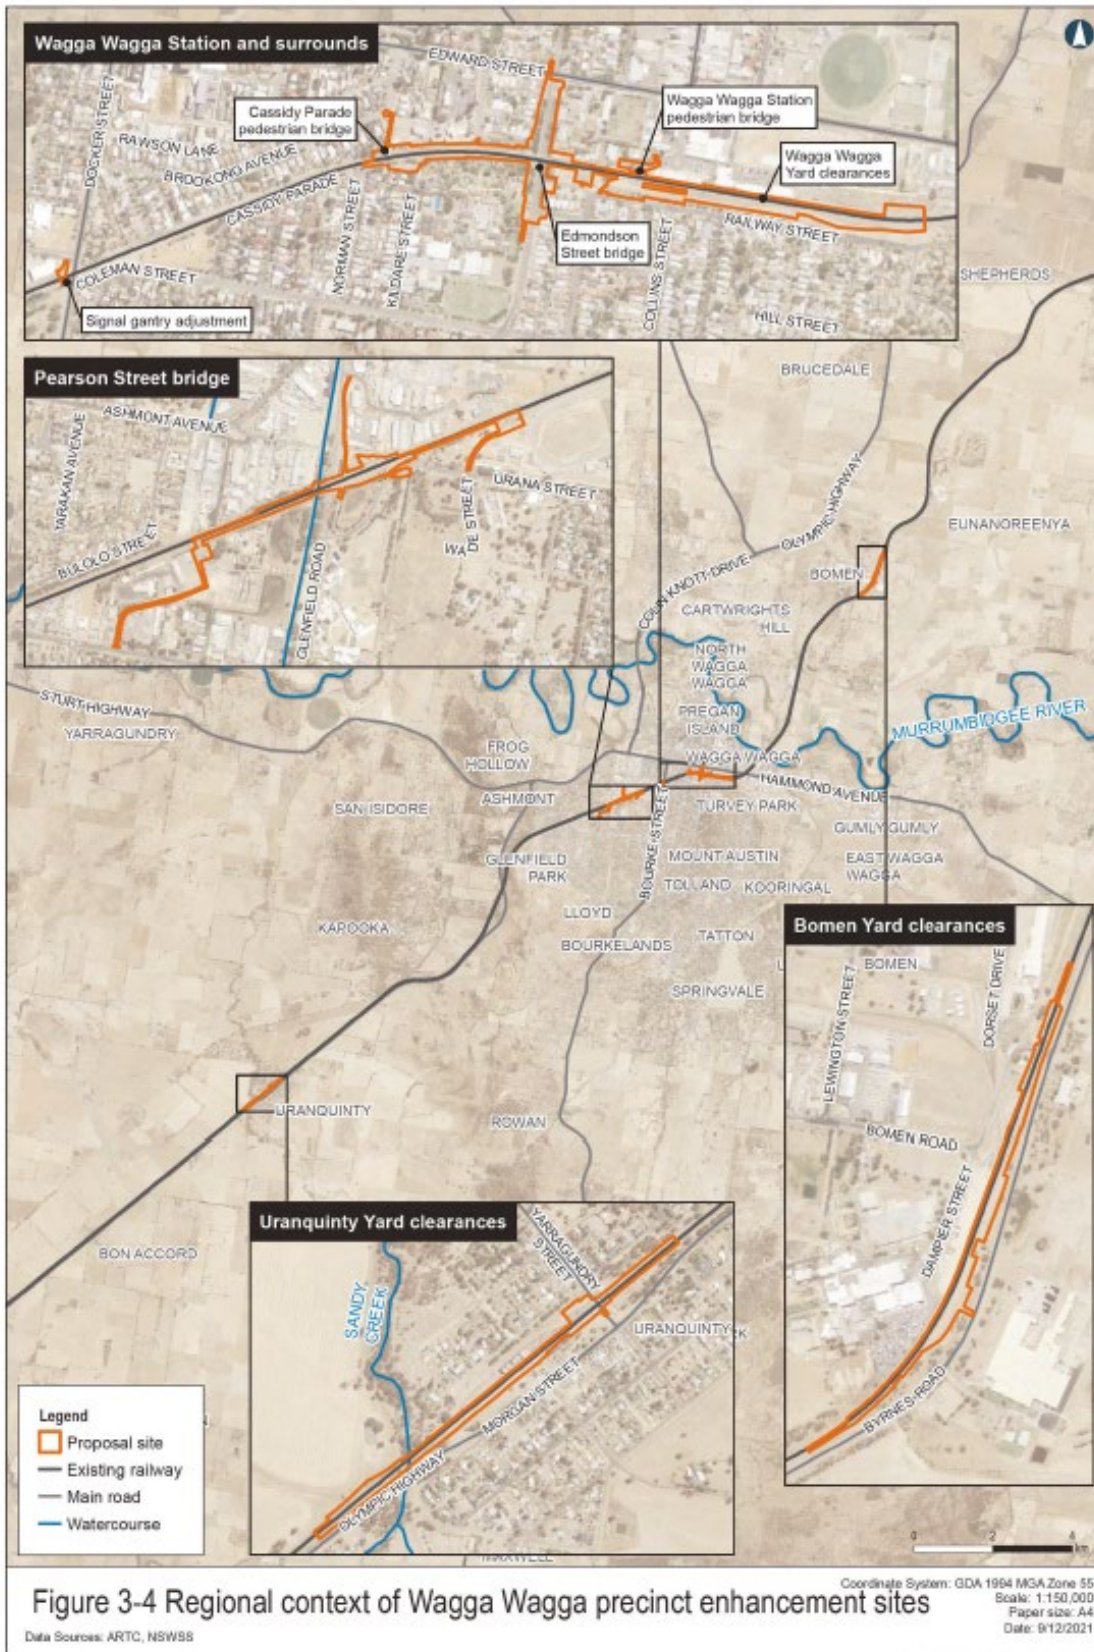 Wagga Wagga Station and surrounds
EDWARD STREET
DOCKER STREET
RAWSON LANE
BROOKONG AVENUE
CASSIDY PARADE
Cassidy Parade
pedestrian bridge
Wagga Wagga Station
pedestrian bridge
Wagga Wagga
Yard clearances
NORMAN STREET
KILDARE STREET
Edmondson
Street bridge
COLLINS STREET
RAILWAY STREET
COLEMAN STREET
HILL STREET
Signal gantry adjustment
SHEPHERDS
Pearson Street bridge
TARAKAN AVENUE
ASHMONT AVENUE
BULOLO STREET
GLENFIELD ROAD
WADE STREET
URANA STREET
BRUCEDALE
OLYMPIC HIGHWAY
COLIN KNOTT DRIVE
EUNANOREENYA
BOMEN
CARTWRIGHTS
HILL
NORTH
WAGGA
WAGGA
PREGAN
ISLAND
MURRUMBIDGEE RIVER
STURT HIGHWAY
YARRAGUNDRY
FROG
HOLLOW
WAGGA WAGGA
HAMMOND AVENUE
SAN ISIDORE
ASHMONT
BOURKE STREET
TURVEY PARK
GUMLY GUMLY
GLENFIELD
PARK
MOUNT AUSTIN
EAST WAGGA
WAGGA
TOLLAND
KOORINGAL
KAPOOKA
LLOYD
BOURKELANDS
TATTON
SPRINGVALE
URANQUINTY
ROWAN
BON ACCORD
Bomen Yard clearances
BOMEN
LEWINGTON STREET
DORSET DRIVE
BOMEN ROAD
DAMPIER STREET
BYRNES ROAD
Uranquinty Yard clearances
YARRAGUNDRY
STREET
SANDY
CREEK
URANQUINTY
MORGAN STREET
OLYMPIC HIGHWAY
MAXWELL
Legend
Proposal site
Existing railway
Main road
Watercourse
0 2 4
km
Figure 3-4 Regional context of Wagga Wagga precinct enhancement sites
Coordinate System: GDA 1994 MGA Zone 55
Scale: 1:150,000
Paper size: A4
Date: 9/12/2021
Data Sources: ARTC, NSWSS